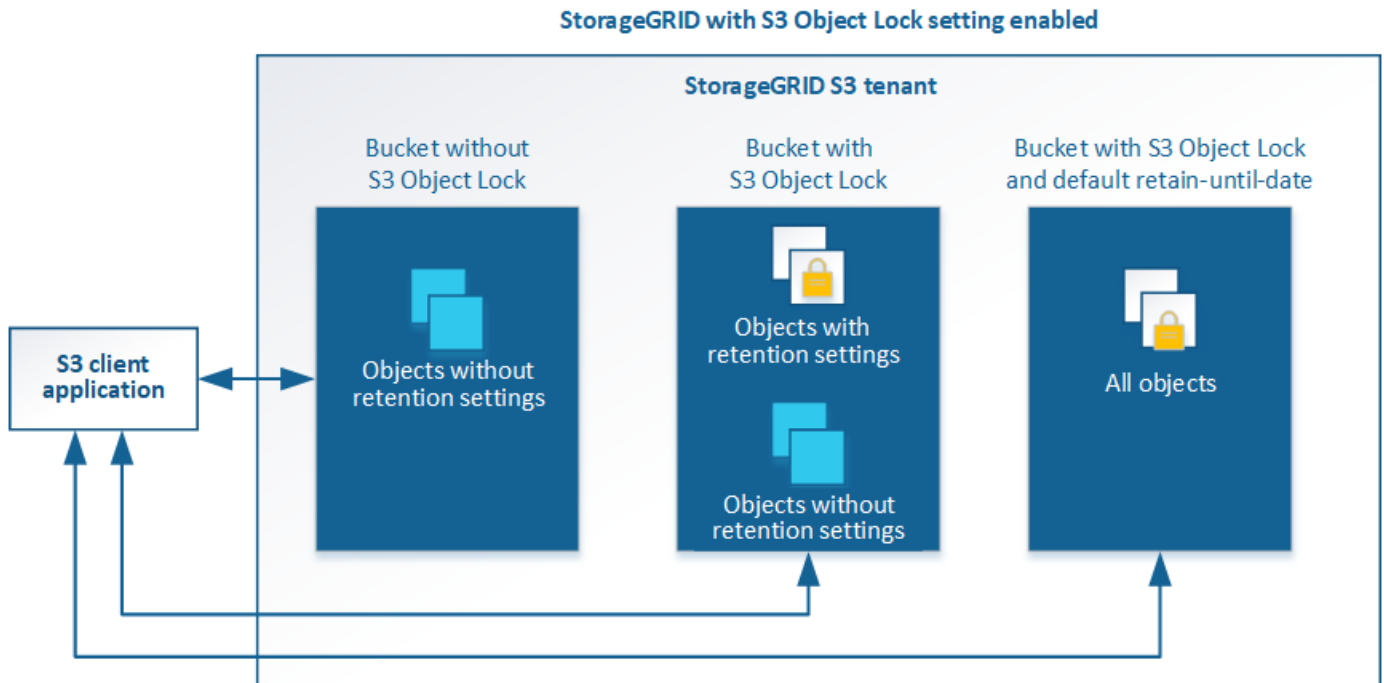 StorageGRID with S3 Object Lock setting enabled
StorageGRID S3 tenant
Bucket without
S3 Object Lock
Bucket with
S3 Object Lock
Bucket with S3 Object Lock
and default retain-until-date
S3 client
application
Objects without
retention settings
Objects with
retention settings
Objects without
retention settings
All objects